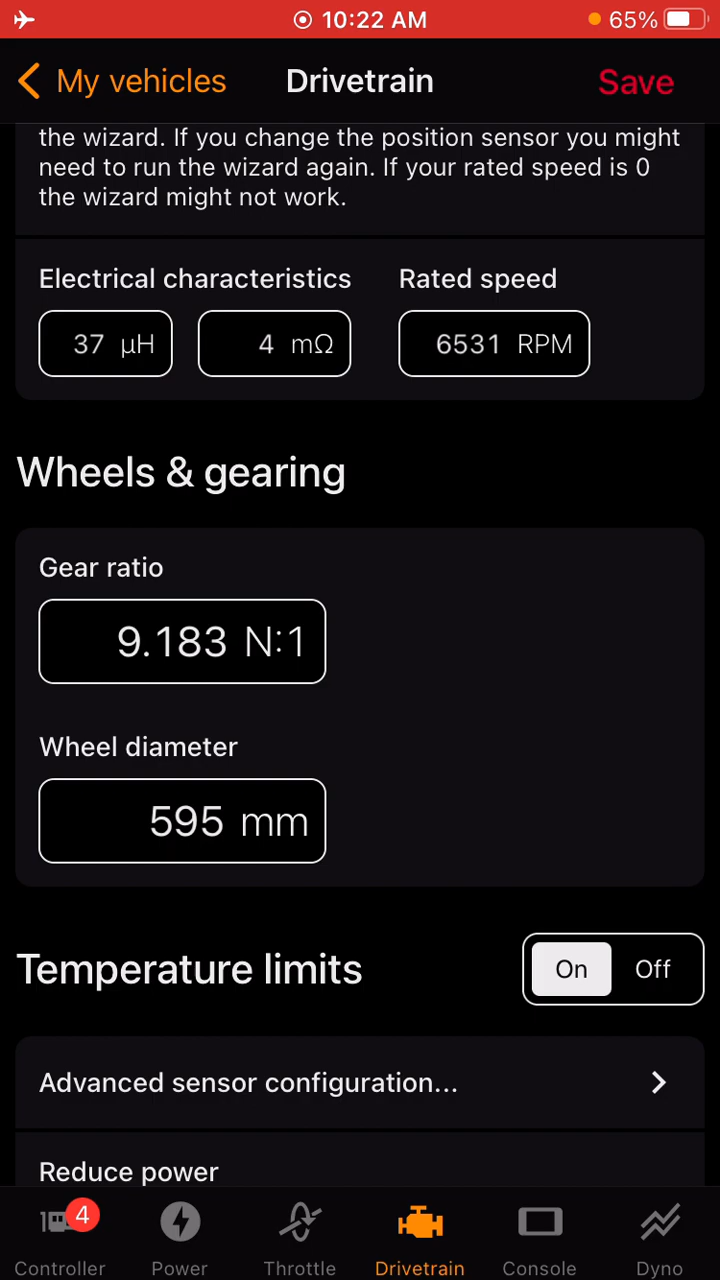 10:22 AM
65%
My vehicles
Drivetrain
Save
the wizard. If you change the position sensor you might
need to run the wizard again. If your rated speed is 0
the wizard might not work.
Electrical characteristics
Rated speed
37 µH
4 mΩ
6531 RPM
Wheels & gearing
Gear ratio
9.183 N:1
Wheel diameter
595 mm
Temperature limits
On
Off
Advanced sensor configuration...
Reduce power
4
Controller
Power
Throttle
Drivetrain
Console
Dyno